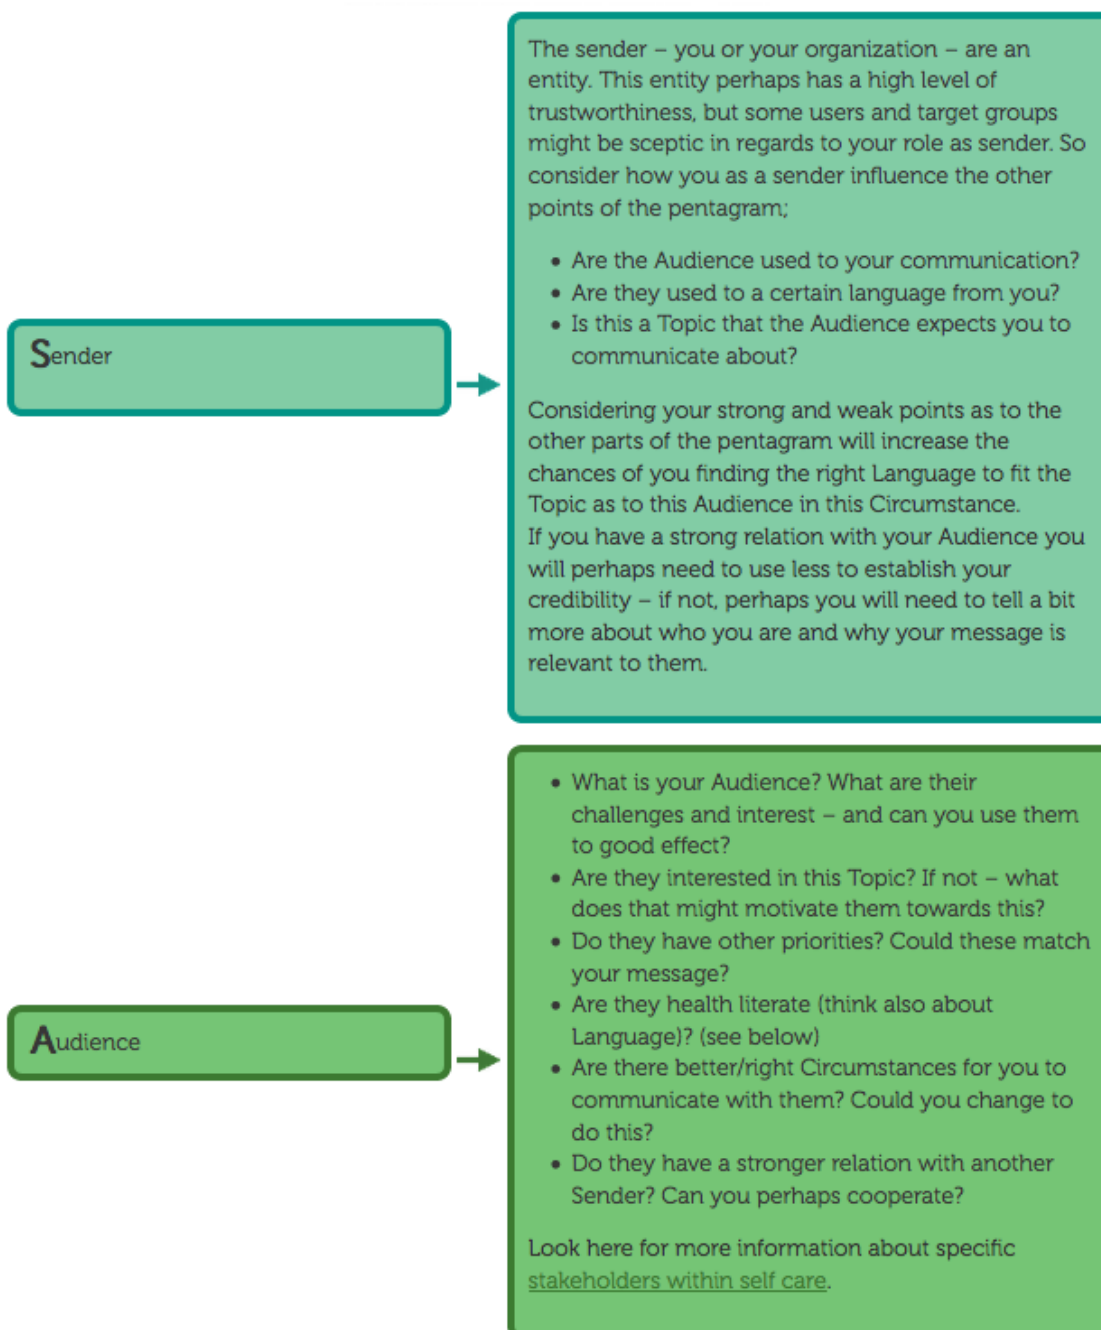 Sender
The sender – you or your organization – are an
entity. This entity perhaps has a high level of
trustworthiness, but some users and target groups
might be sceptic in regards to your role as sender. So
consider how you as a sender influence the other
points of the pentagram;
• Are the Audience used to your communication?
• Are they used to a certain language from you?
• Is this a Topic that the Audience expects you to
communicate about?
Considering your strong and weak points as to the
other parts of the pentagram will increase the
chances of you finding the right Language to fit the
Topic as to this Audience in this Circumstance.
If you have a strong relation with your Audience you
will perhaps need to use less to establish your
credibility – if not, perhaps you will need to tell a bit
more about who you are and why your message is
relevant to them.
Audience
• What is your Audience? What are their
challenges and interest – and can you use them
to good effect?
• Are they interested in this Topic? If not – what
does that might motivate them towards this?
• Do they have other priorities? Could these match
your message?
• Are they health literate (think also about
Language)? (see below)
• Are there better/right Circumstances for you to
communicate with them? Could you change to
do this?
• Do they have a stronger relation with another
Sender? Can you perhaps cooperate?
Look here for more information about specific
stakeholders within self care.